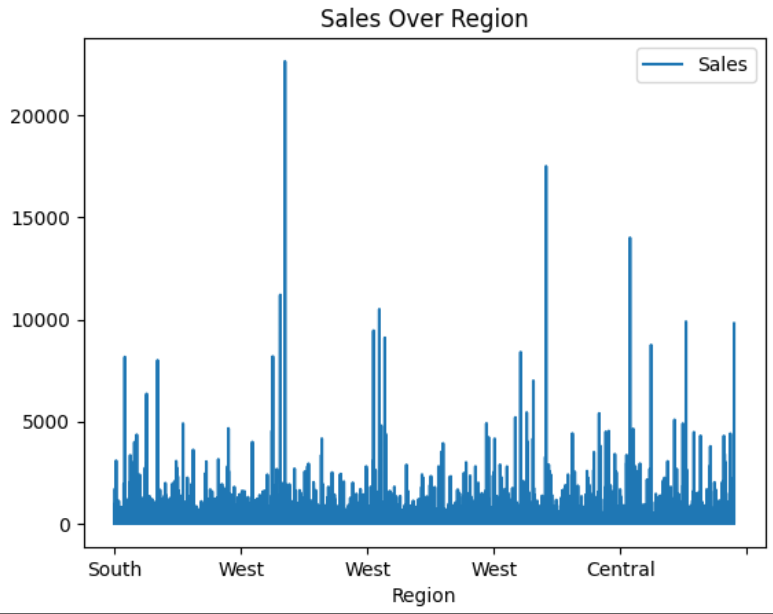 Sales Over Region
Sales
20000
15000
10000
5000
0
South West West West Central
Region